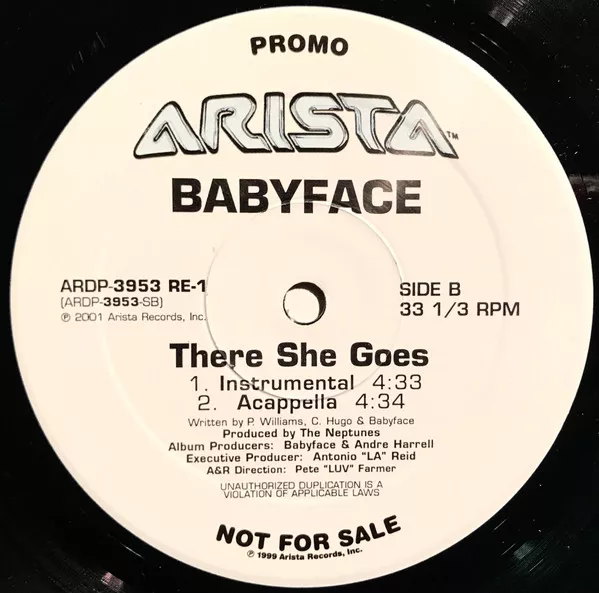 PROMO
ARISTA™
BABYFACE
ARDP-3953 RE-1
(ARDP-3953-SB)
℗ 2001 Arista Records, Inc.
SIDE B
33 1/3 RPM
There She Goes
1. Instrumental 4:33
2. Acappella 4:34
Written by P. Williams, C. Hugo & Babyface
Produced by The Neptunes
Album Producers: Babyface & Andre Harrell
Executive Producer: Antonio "LA" Reid
A&R Direction: Pete "LUV" Farmer
UNAUTHORIZED DUPLICATION IS A
VIOLATION OF APPLICABLE LAWS
NOT FOR SALE
℗ 1999 Arista Records, Inc.